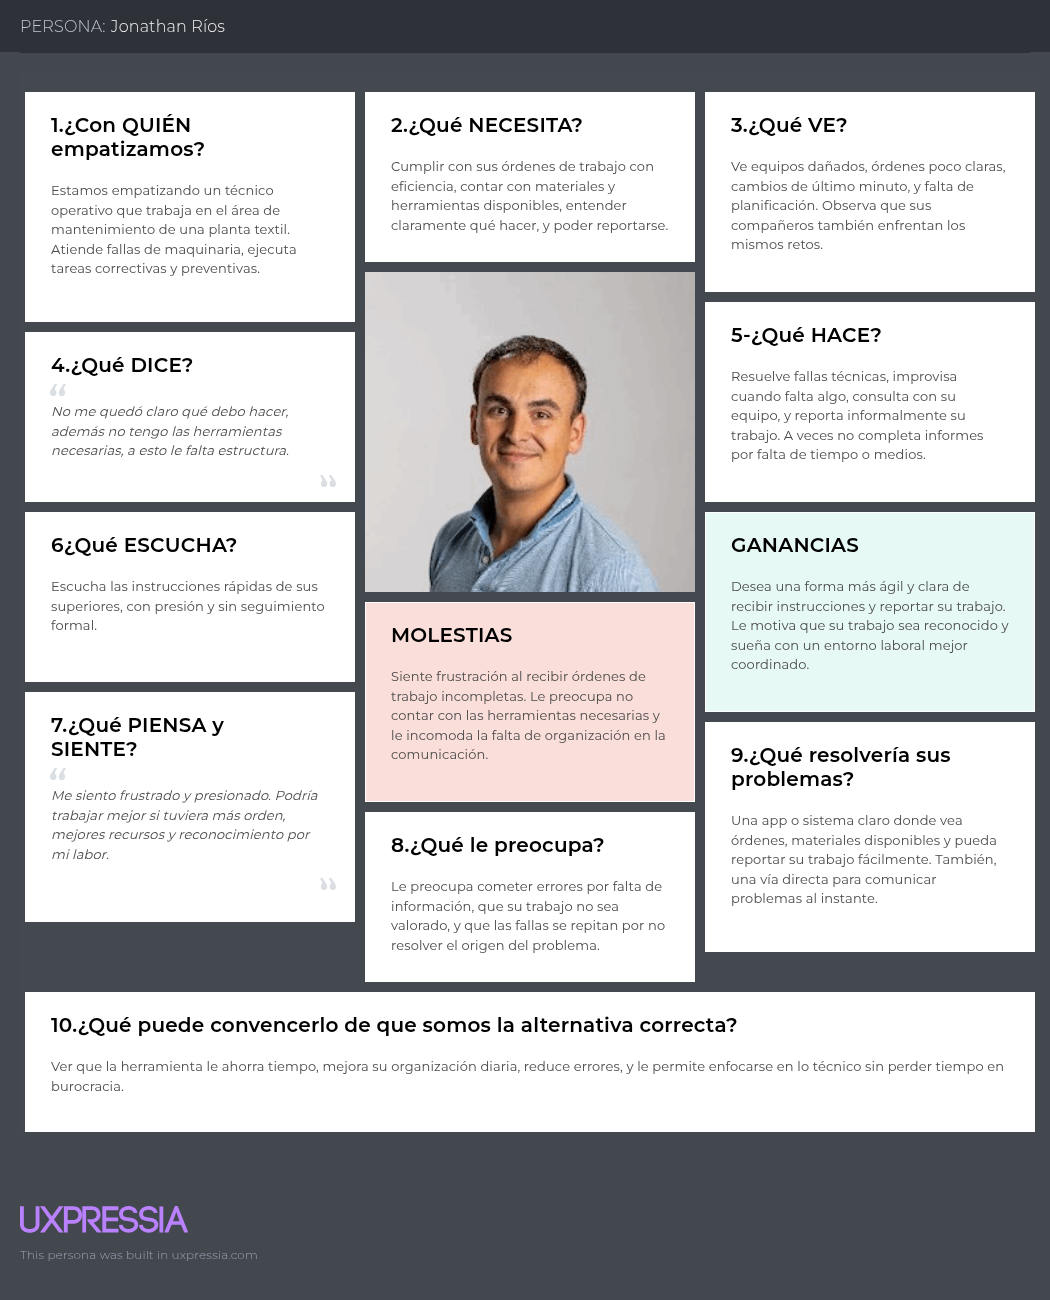 PERSONA: Jonathan Ríos
1.¿Con QUIÉN
empatizamos?
Estamos empatizando un técnico
operativo que trabaja en el área de
mantenimiento de una planta textil.
Atiende fallas de maquinaria, ejecuta
tareas correctivas y preventivas.
2.¿Qué NECESITA?
Cumplir con sus órdenes de trabajo con
eficiencia, contar con materiales y
herramientas disponibles, entender
claramente qué hacer, y poder reportarse.
3.¿Qué VE?
Ve equipos dañados, órdenes poco claras,
cambios de último minuto, y falta de
planificación. Observa que sus
compañeros también enfrentan los
mismos retos.
4.¿Qué DICE?
“
No me quedó claro qué debo hacer,
además no tengo las herramientas
necesarias, a esto le falta estructura.
”
5-¿Qué HACE?
Resuelve fallas técnicas, improvisa
cuando falta algo, consulta con su
equipo, y reporta informalmente su
trabajo. A veces no completa informes
por falta de tiempo o medios.
6¿Qué ESCUCHA?
Escucha las instrucciones rápidas de sus
superiores, con presión y sin seguimiento
formal.
GANANCIAS
Desea una forma más ágil y clara de
recibir instrucciones y reportar su trabajo.
Le motiva que su trabajo sea reconocido y
sueña con un entorno laboral mejor
coordinado.
MOLESTIAS
Siente frustración al recibir órdenes de
trabajo incompletas. Le preocupa no
contar con las herramientas necesarias y
le incomoda la falta de organización en la
comunicación.
7.¿Qué PIENSA y
SIENTE?
“
Me siento frustrado y presionado. Podría
trabajar mejor si tuviera más orden,
mejores recursos y reconocimiento por
mi labor.
”
8.¿Qué le preocupa?
Le preocupa cometer errores por falta de
información, que su trabajo no sea
valorado, y que las fallas se repitan por no
resolver el origen del problema.
9.¿Qué resolvería sus
problemas?
Una app o sistema claro donde vea
órdenes, materiales disponibles y pueda
reportar su trabajo fácilmente. También,
una vía directa para comunicar
problemas al instante.
10.¿Qué puede convencerlo de que somos la alternativa correcta?
Ver que la herramienta le ahorra tiempo, mejora su organización diaria, reduce errores, y le permite enfocarse en lo técnico sin perder tiempo en
burocracia.
UXPRESSIA
This persona was built in uxpressia.com